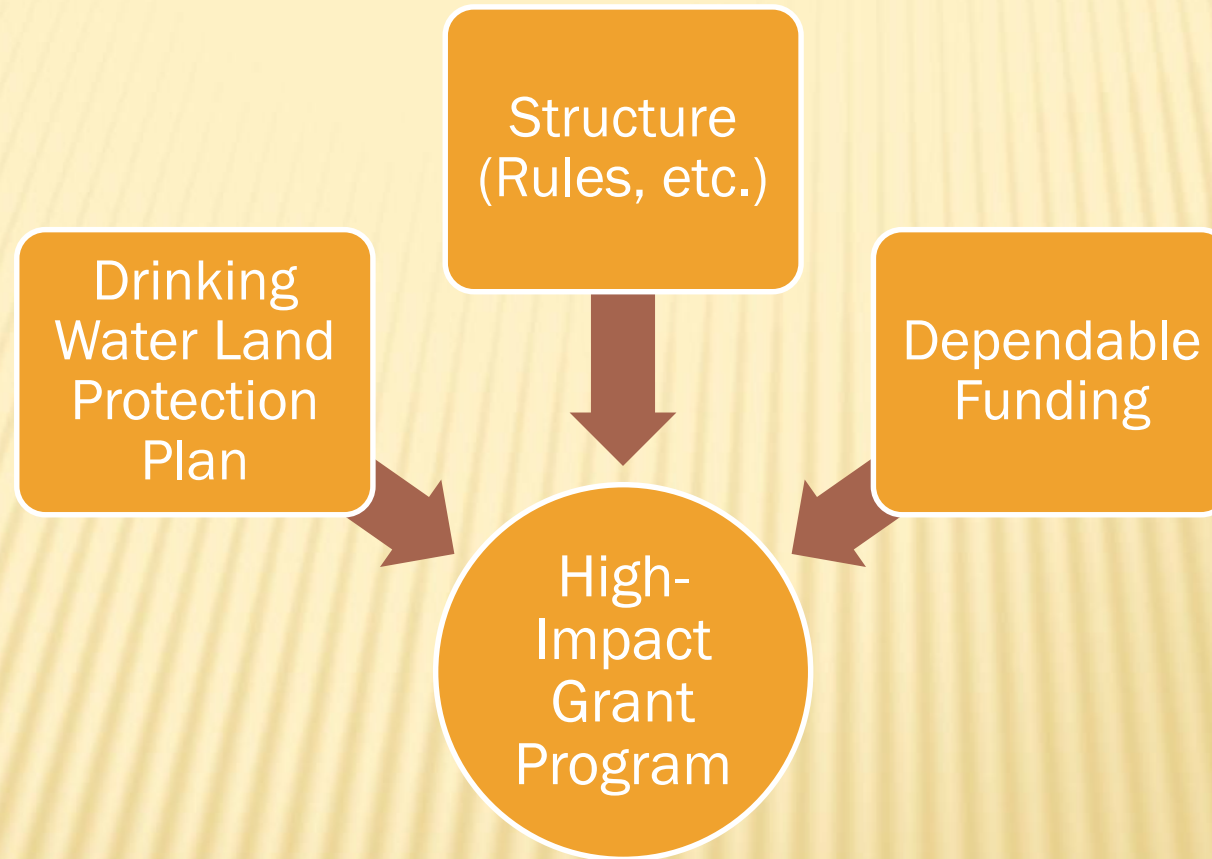 Structure
(Rules, etc.)
Drinking
Water Land
Protection
Plan
Dependable
Funding
High-
Impact
Grant
Program